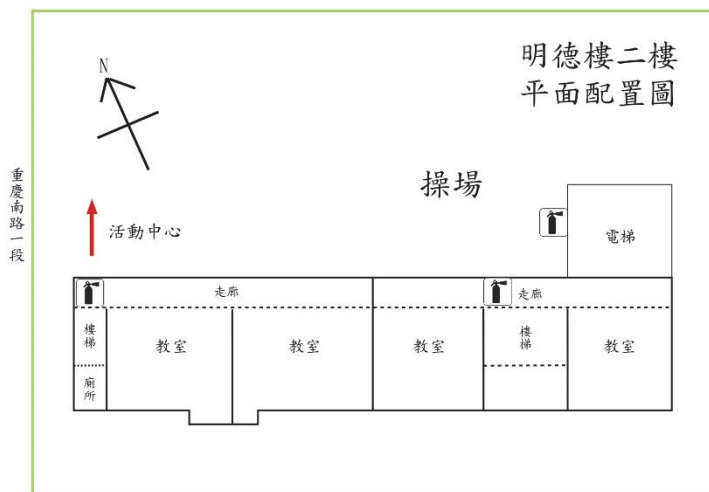 明德樓二樓
平面配置圖
N
重慶南路一段
操場
活動中心
電梯
走廊
走廊
樓梯
教室
教室
教室
樓梯
教室
廁所